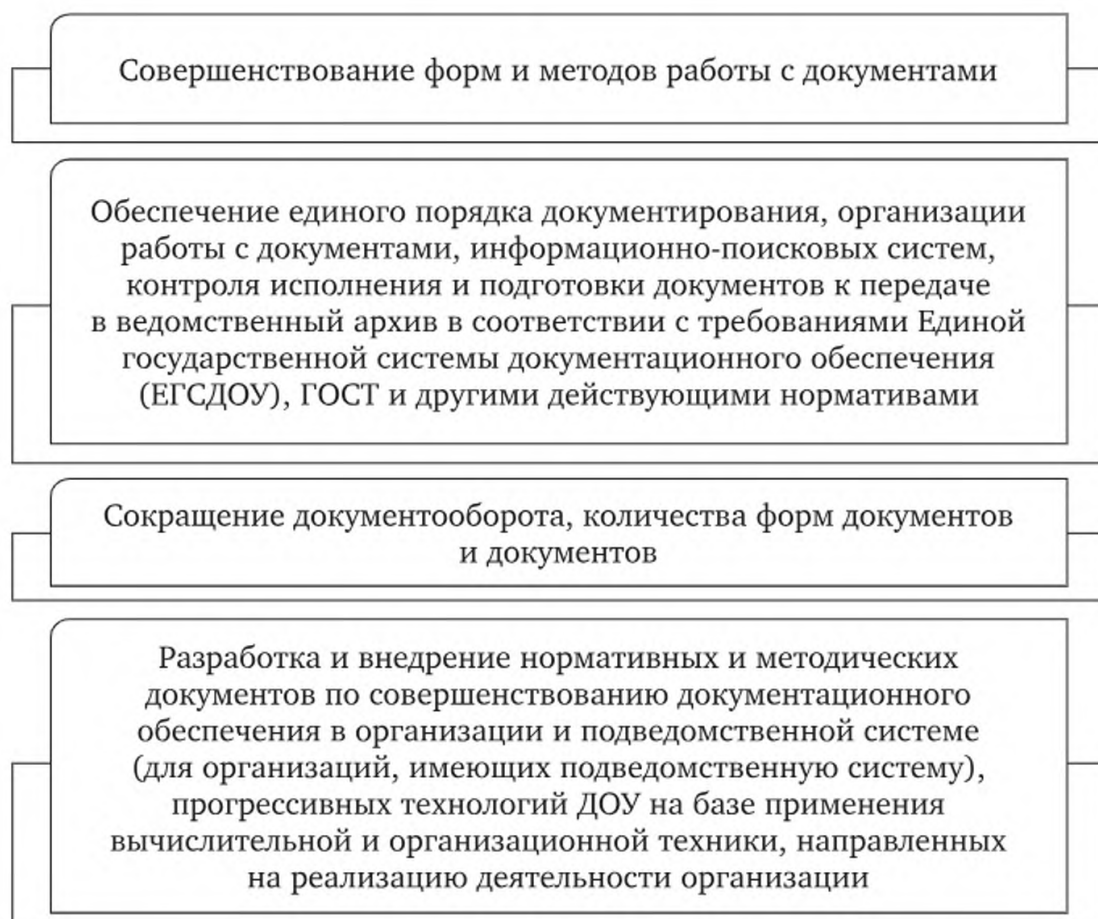 Совершенствование форм и методов работы с документами
Обеспечение единого порядка документирования, организации
работы с документами, информационно-поисковых систем,
контроля исполнения и подготовки документов к передаче
в ведомственный архив в соответствии с требованиями Единой
государственной системы документационного обеспечения
(ЕГСДОУ), ГОСТ и другими действующими нормативами
Сокращение документооборота, количества форм документов
и документов
Разработка и внедрение нормативных и методических
документов по совершенствованию документационного
обеспечения в организации и подведомственной системе
(для организаций, имеющих подведомственную систему),
прогрессивных технологий ДОУ на базе применения
вычислительной и организационной техники, направленных
на реализацию деятельности организации